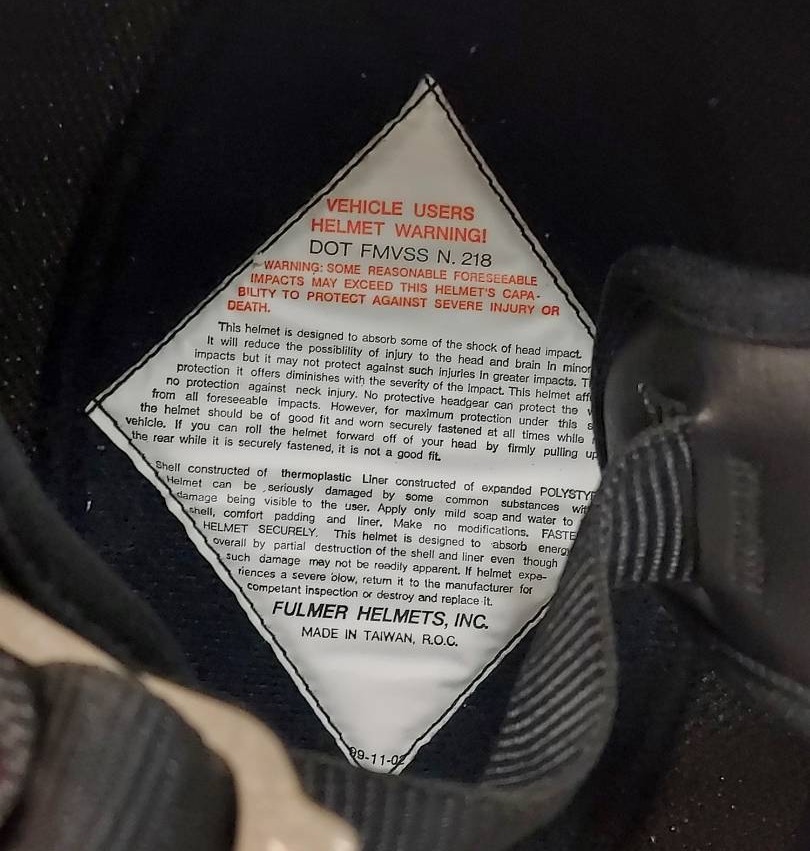 VEHICLE USERS
HELMET WARNING!
DOT FMVSS N. 218
WARNING: SOME REASONABLE FORESEEABLE
IMPACTS MAY EXCEED THIS HELMET'S CAPA-
BILITY TO PROTECT AGAINST SEVERE INJURY OR
DEATH.
This helmet is designed to absorb some of the shock of head impact.
It will reduce the possiblility of injury to the head and brain In minor
impacts but it may not protect against such injuries In greater impacts.
protection it offers diminishes with the severity of the Impact. This helmet
no protection against neck injury. No protective headgear can protect the
from all foreseeable impacts. However, for maximum protection under this
the helmet should be of good fit and worn securely fastened at all times while
vehicle. If you can roll the helmet forward off of your head by firmly pulling up
the rear while it is securely fastened, it is not a good fit.
Shell constructed of thermoplastic Liner constructed of expanded
Helmet can be seriously damaged by some common substances
damage being visible to the user. Apply only mild soap and water to
shell, comfort padding and liner. Make no modifications.
HELMET SECURELY. This helmet is designed to absorb energy
overall by partial destruction of the shell and liner even though
such damage may not be readily apparent. If helmet expe-
riences a severe blow, return it to the manufacturer for
competant inspection or destroy and replace it.
FULMER HELMETS, INC.
MADE IN TAIWAN, R.O.C.
99-11-02